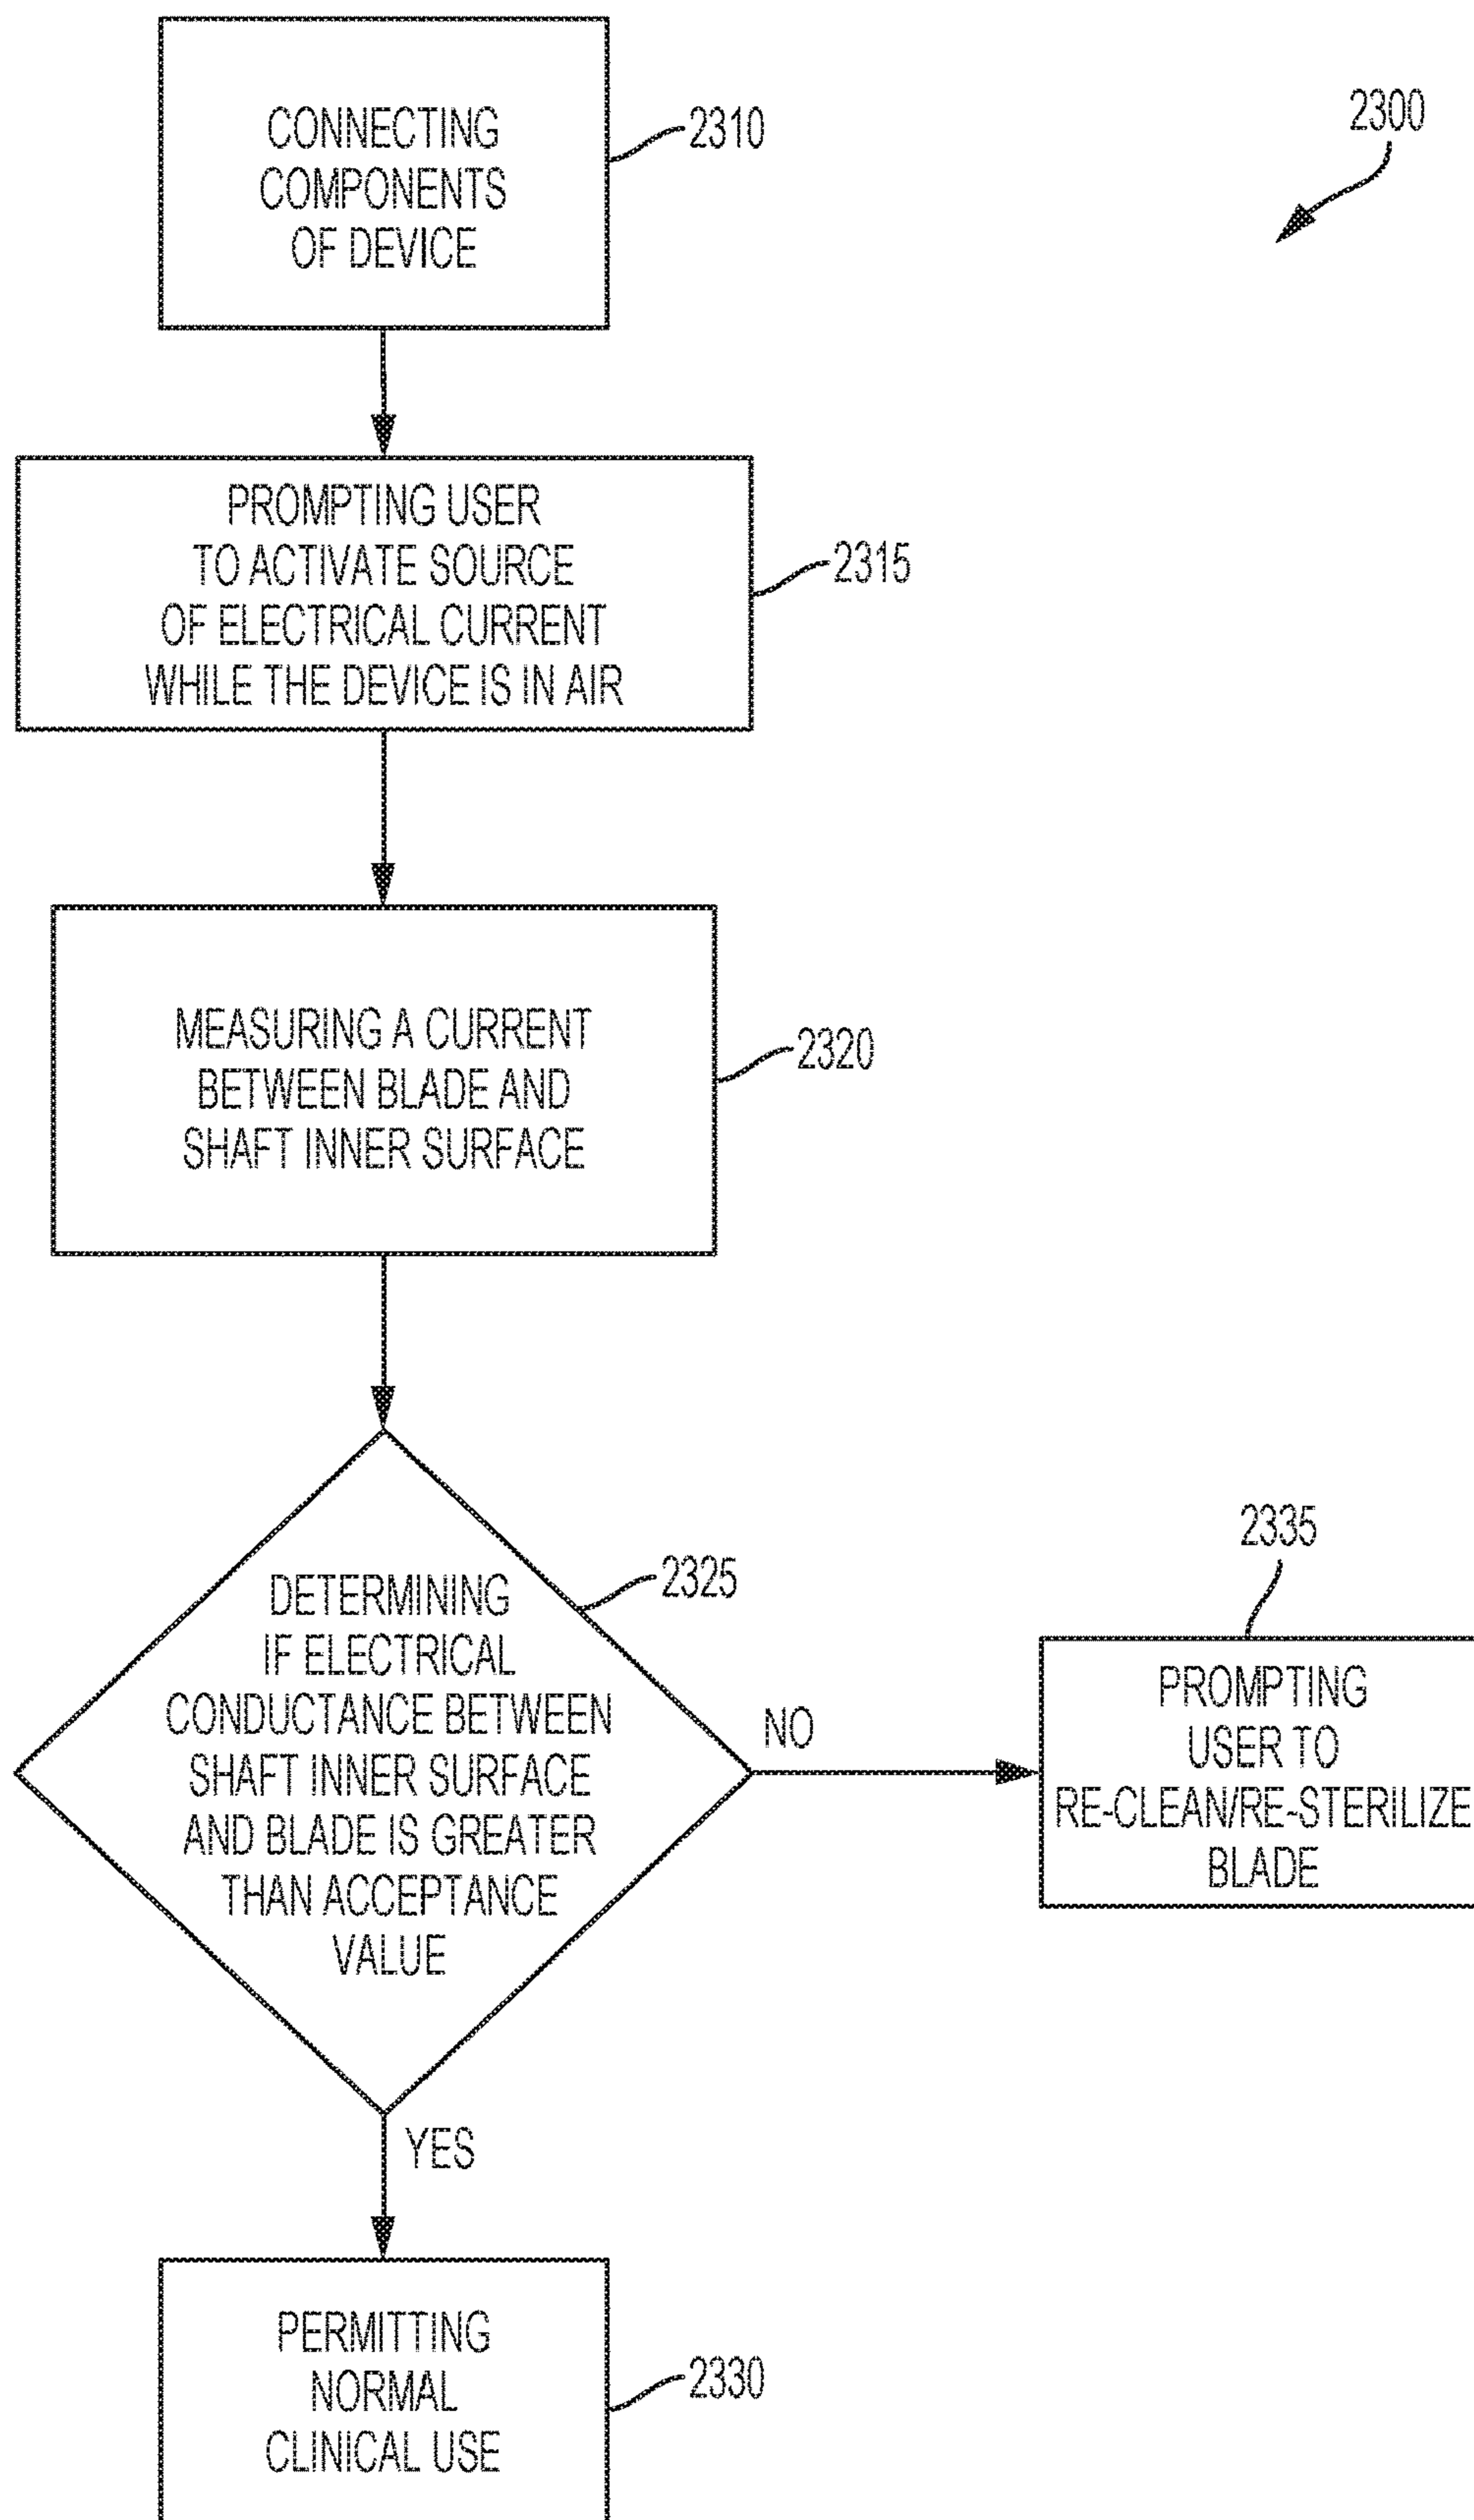 CONNECTING
COMPONENTS
OF DEVICE
2310
2300
PROMPTING USER
TO ACTIVATE SOURCE
OF ELECTRICAL CURRENT
WHILE THE DEVICE IS IN AIR
2315
MEASURING A CURRENT
BETWEEN BLADE AND
SHAFT INNER SURFACE
2320
DETERMINING
IF ELECTRICAL
CONDUCTANCE BETWEEN
SHAFT INNER SURFACE
AND BLADE IS GREATER
THAN ACCEPTANCE
VALUE
2325
NO
2335
PROMPTING
USER TO
RE-CLEAN/RE-STERILIZE
BLADE
YES
PERMITTING
NORMAL
CLINICAL USE
2330